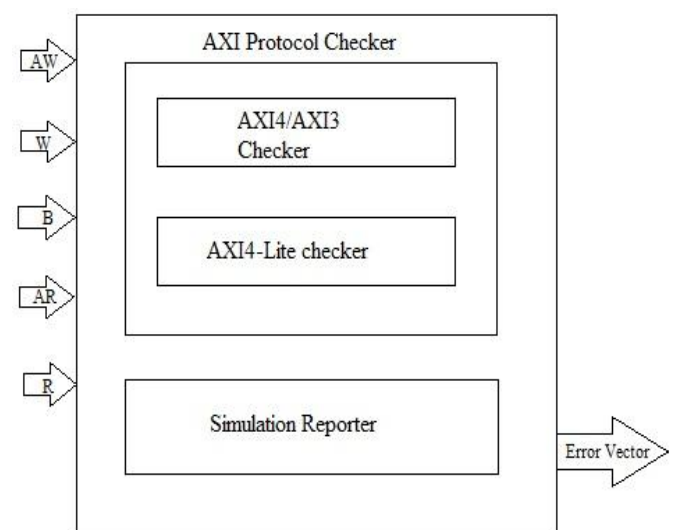 AXI Protocol Checker
AW
AXI4/AXI3
Checker
W
B
AXI4-Lite checker
AR
R
Simulation Reporter
Error Vector